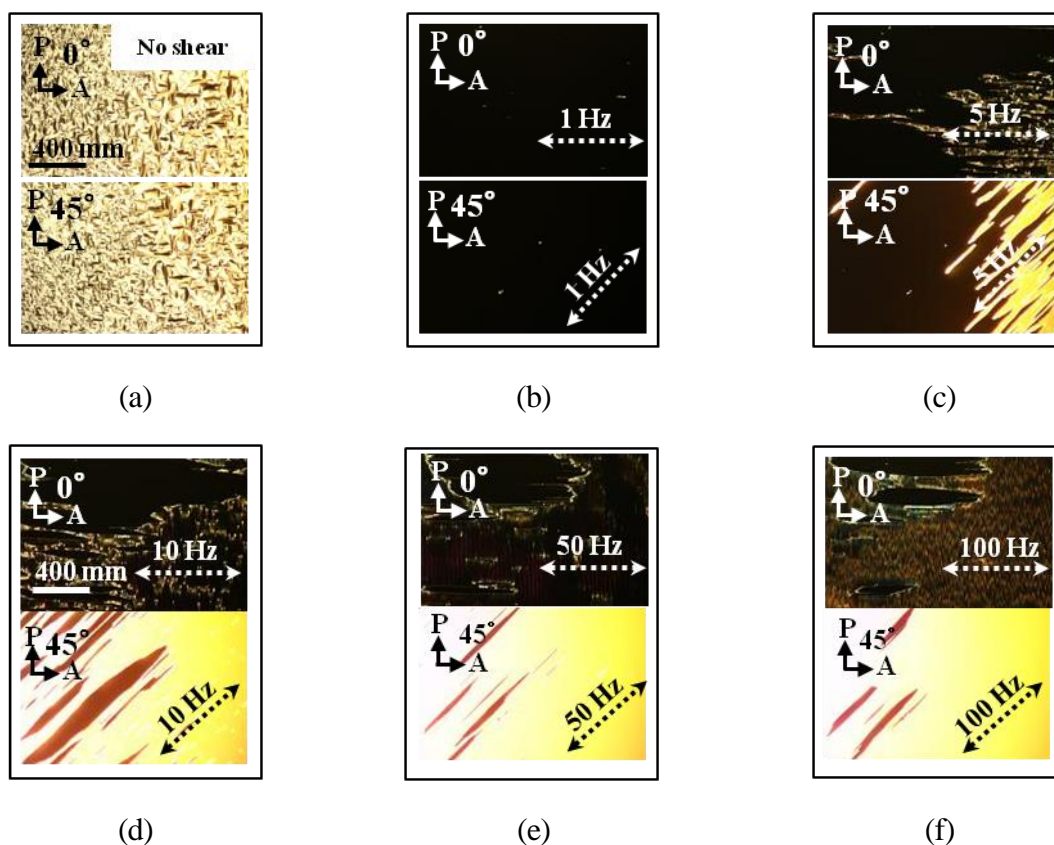 P 0° No shear
A
400 mm
P 45°
A
(a)
P 0°
A
1 Hz
P 45°
A
1 Hz
(b)
P 0°
A
5 Hz
P 45°
A
5 Hz
(c)
P 0°
A
10 Hz
400 mm
P 45°
A
10 Hz
(d)
P 0°
A
50 Hz
P 45°
A
50 Hz
(e)
P 0°
A
100 Hz
P 45°
A
100 Hz
(f)